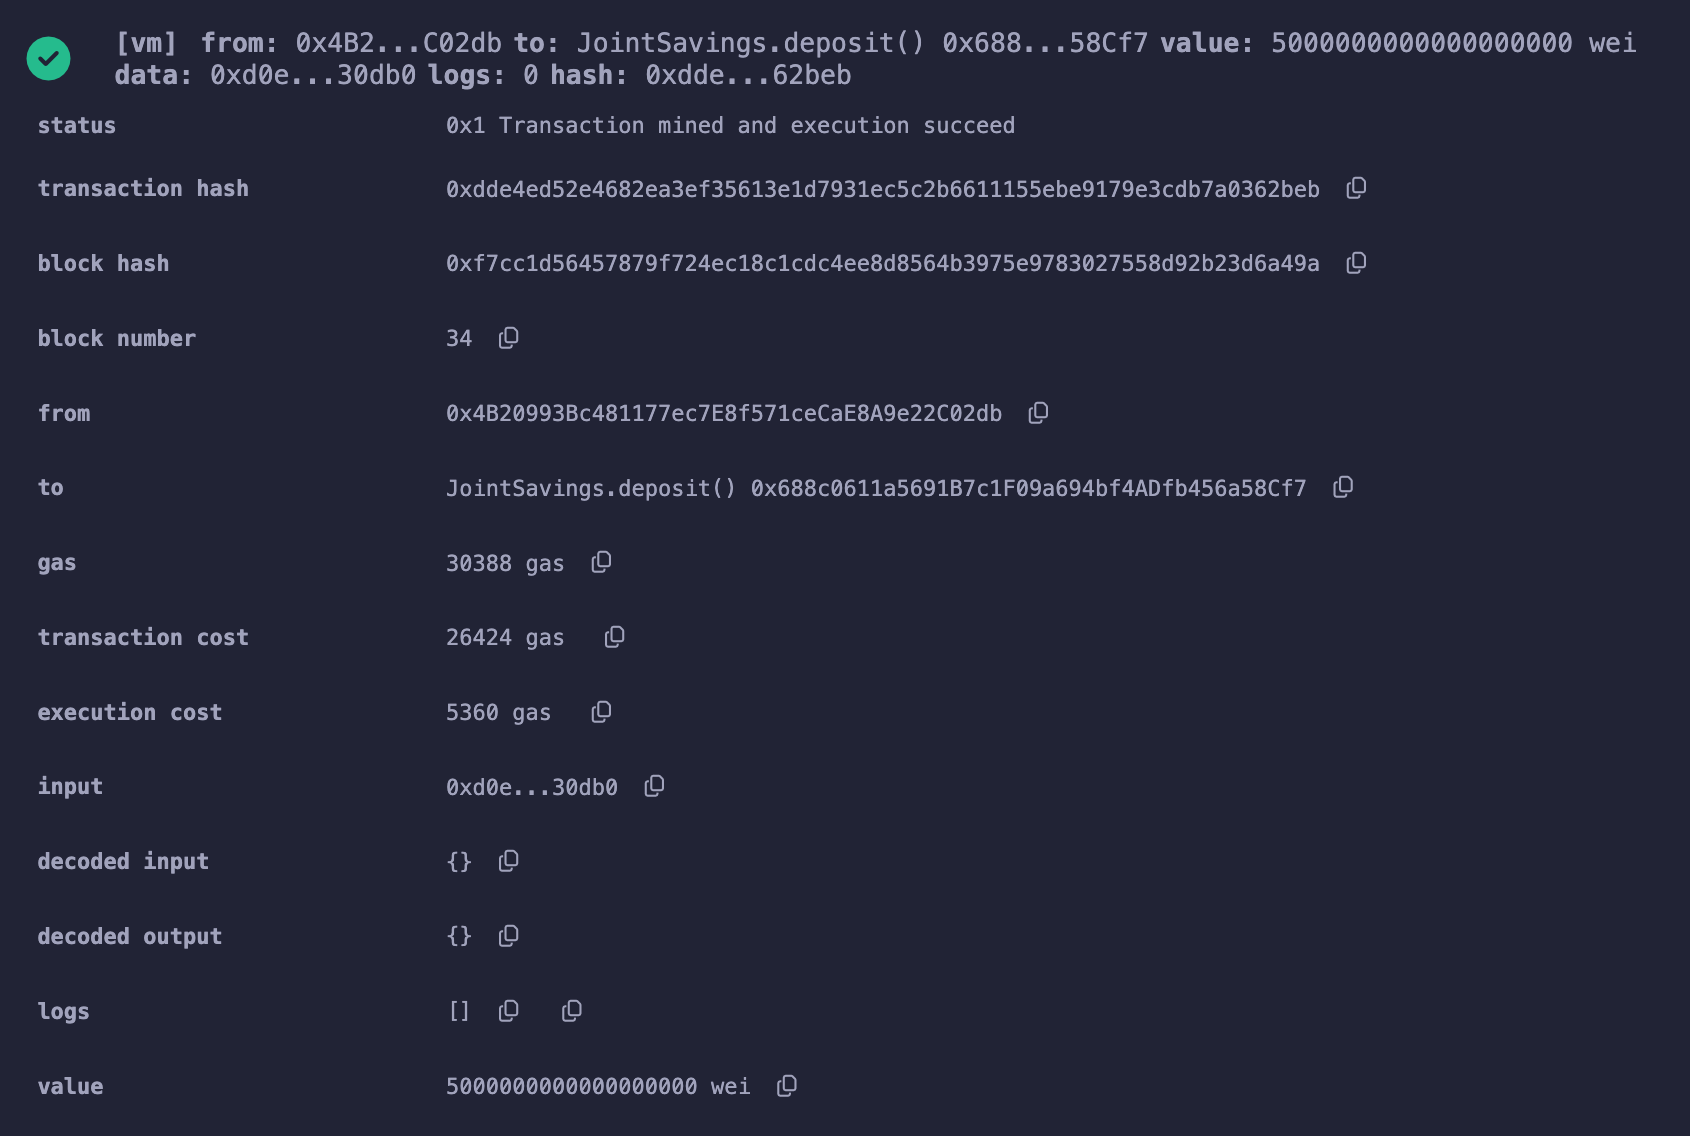 [vm] from: 0x4B2...C02db to: JointSavings.deposit() 0x688...58Cf7 value: 5000000000000000000 wei
data: 0xd0e...30db0 logs: 0 hash: 0xdde...62beb
status 0x1 Transaction mined and execution succeed
transaction hash 0xdde4ed52e4682ea3ef35613e1d7931ec5c2b6611155ebe9179e3cdb7a0362beb
block hash 0xf7cc1d56457879f724ec18c1cdc4ee8d8564b3975e9783027558d92b23d6a49a
block number 34
from 0x4B20993Bc481177ec7E8f571ceCaE8A9e22C02db
to JointSavings.deposit() 0x688c0611a5691B7c1F09a694bf4ADfb456a58Cf7
gas 30388 gas
transaction cost 26424 gas
execution cost 5360 gas
input 0xd0e...30db0
decoded input {}
decoded output {}
logs []
value 5000000000000000000 wei